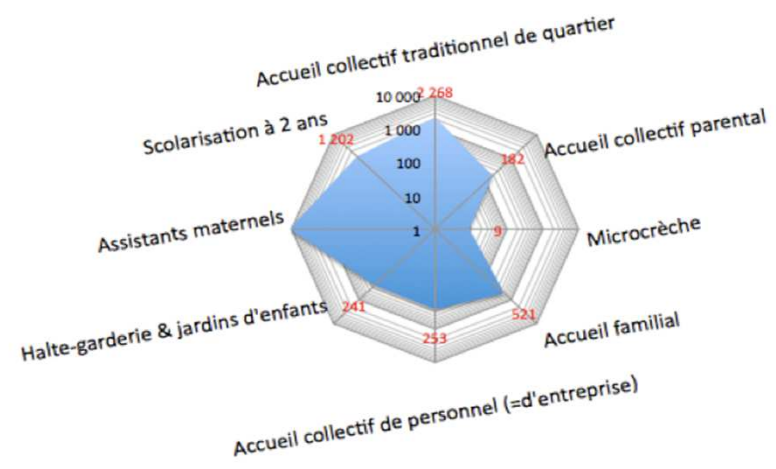 Accueil collectif traditionnel de quartier
10 000
2 268
Scolarisation à 2 ans
1 202
1 000
Accueil collectif parental
182
100
10
Assistants maternels
1
9
Microcrèche
Halte-garderie & jardins d'enfants
241
521
Accueil familial
253
Accueil collectif de personnel (=d'entreprise)